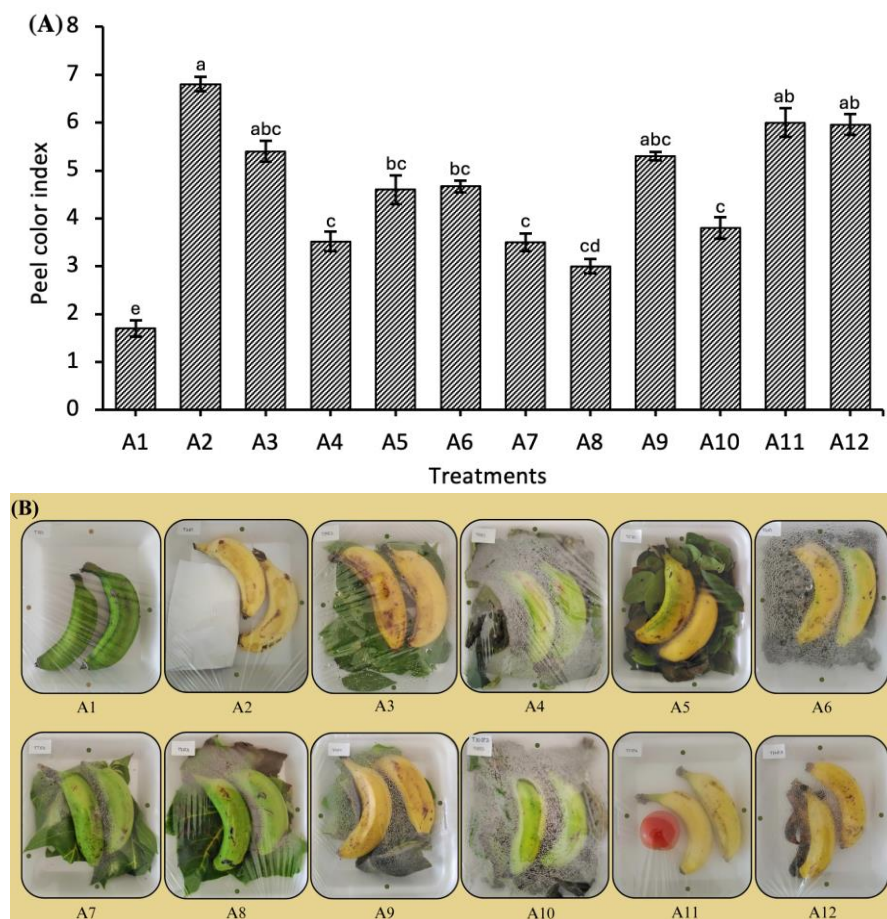 (A)
8
7
6
5
4
3
2
1
0
Peel color index
e
a
abc
c
bc
bc
c
cd
abc
c
ab
ab
A1 A2 A3 A4 A5 A6 A7 A8 A9 A10 A11 A12
Treatments
(B)
A1 A2 A3 A4 A5 A6
A7 A8 A9 A10 A11 A12